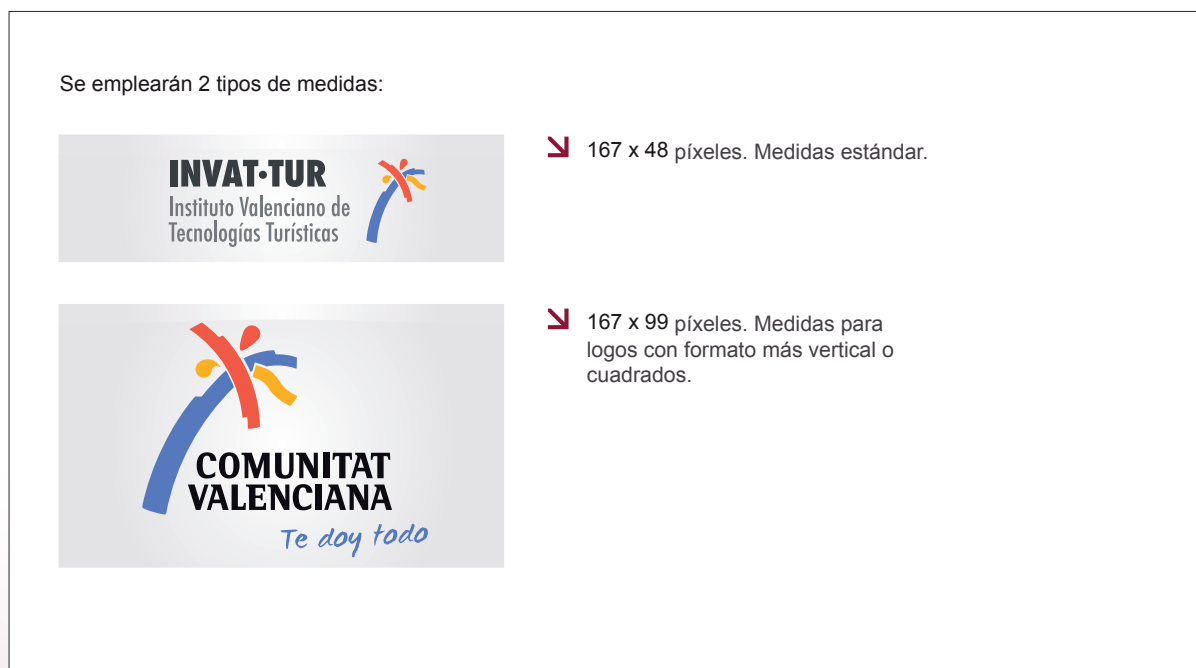 Se emplearán 2 tipos de medidas:
INVAT·TUR
Instituto Valenciano de
Tecnologías Turísticas
167 x 48 píxeles. Medidas estándar.
COMUNITAT
VALENCIANA
Te doy todo
167 x 99 píxeles. Medidas para
logos con formato más vertical o
cuadrados.